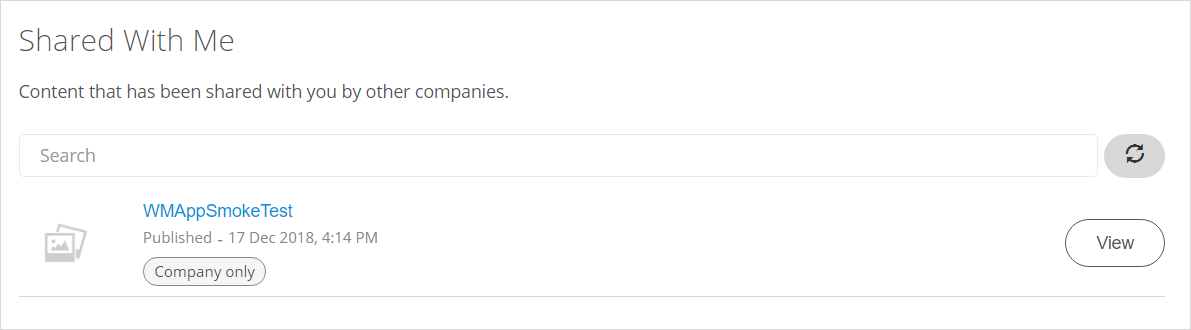 Shared With Me
Content that has been shared with you by other companies.
Search
WMAppSmokeTest
Published - 17 Dec 2018, 4:14 PM
View
Company only